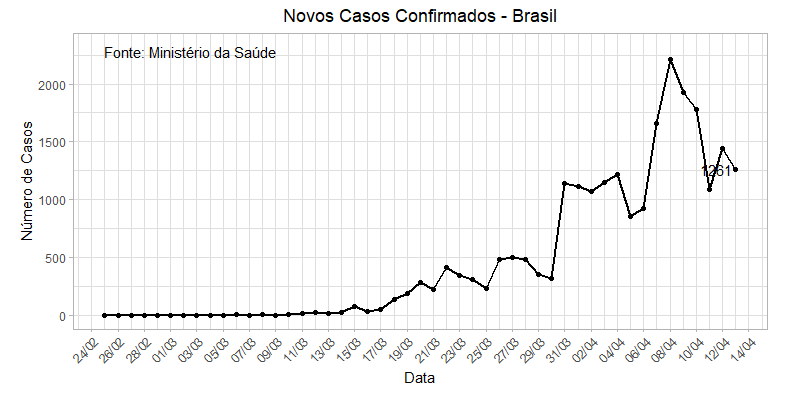 Novos Casos Confirmados - Brasil
Fonte: Ministério da Saúde
Número de Casos
2000
1500
1000
500
0
1261
24/02 26/02 28/02 01/03 03/03 05/03 07/03 09/03 11/03 13/03 15/03 17/03 19/03 21/03 23/03 25/03 27/03 29/03 31/03 02/04 04/04 06/04 08/04 10/04 12/04 14/04
Data